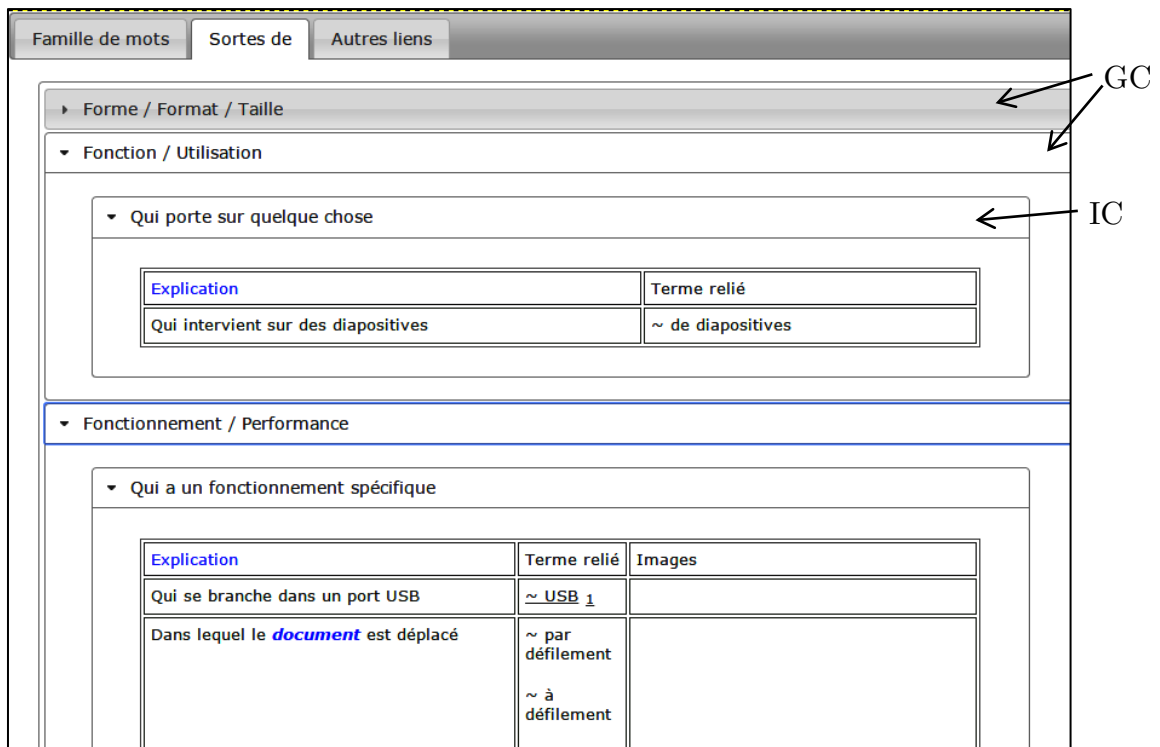 Famille de mots Sortes de Autres liens
GC
Forme / Format / Taille
Fonction / Utilisation
Qui porte sur quelque chose
IC
Explication Terme relié
Qui intervient sur des diapositives ~ de diapositives
Fonctionnement / Performance
Qui a un fonctionnement spécifique
Explication Terme relié Images
Qui se branche dans un port USB ~ USB 1
Dans lequel le document est déplacé ~ par
défilement
~ à
défilement